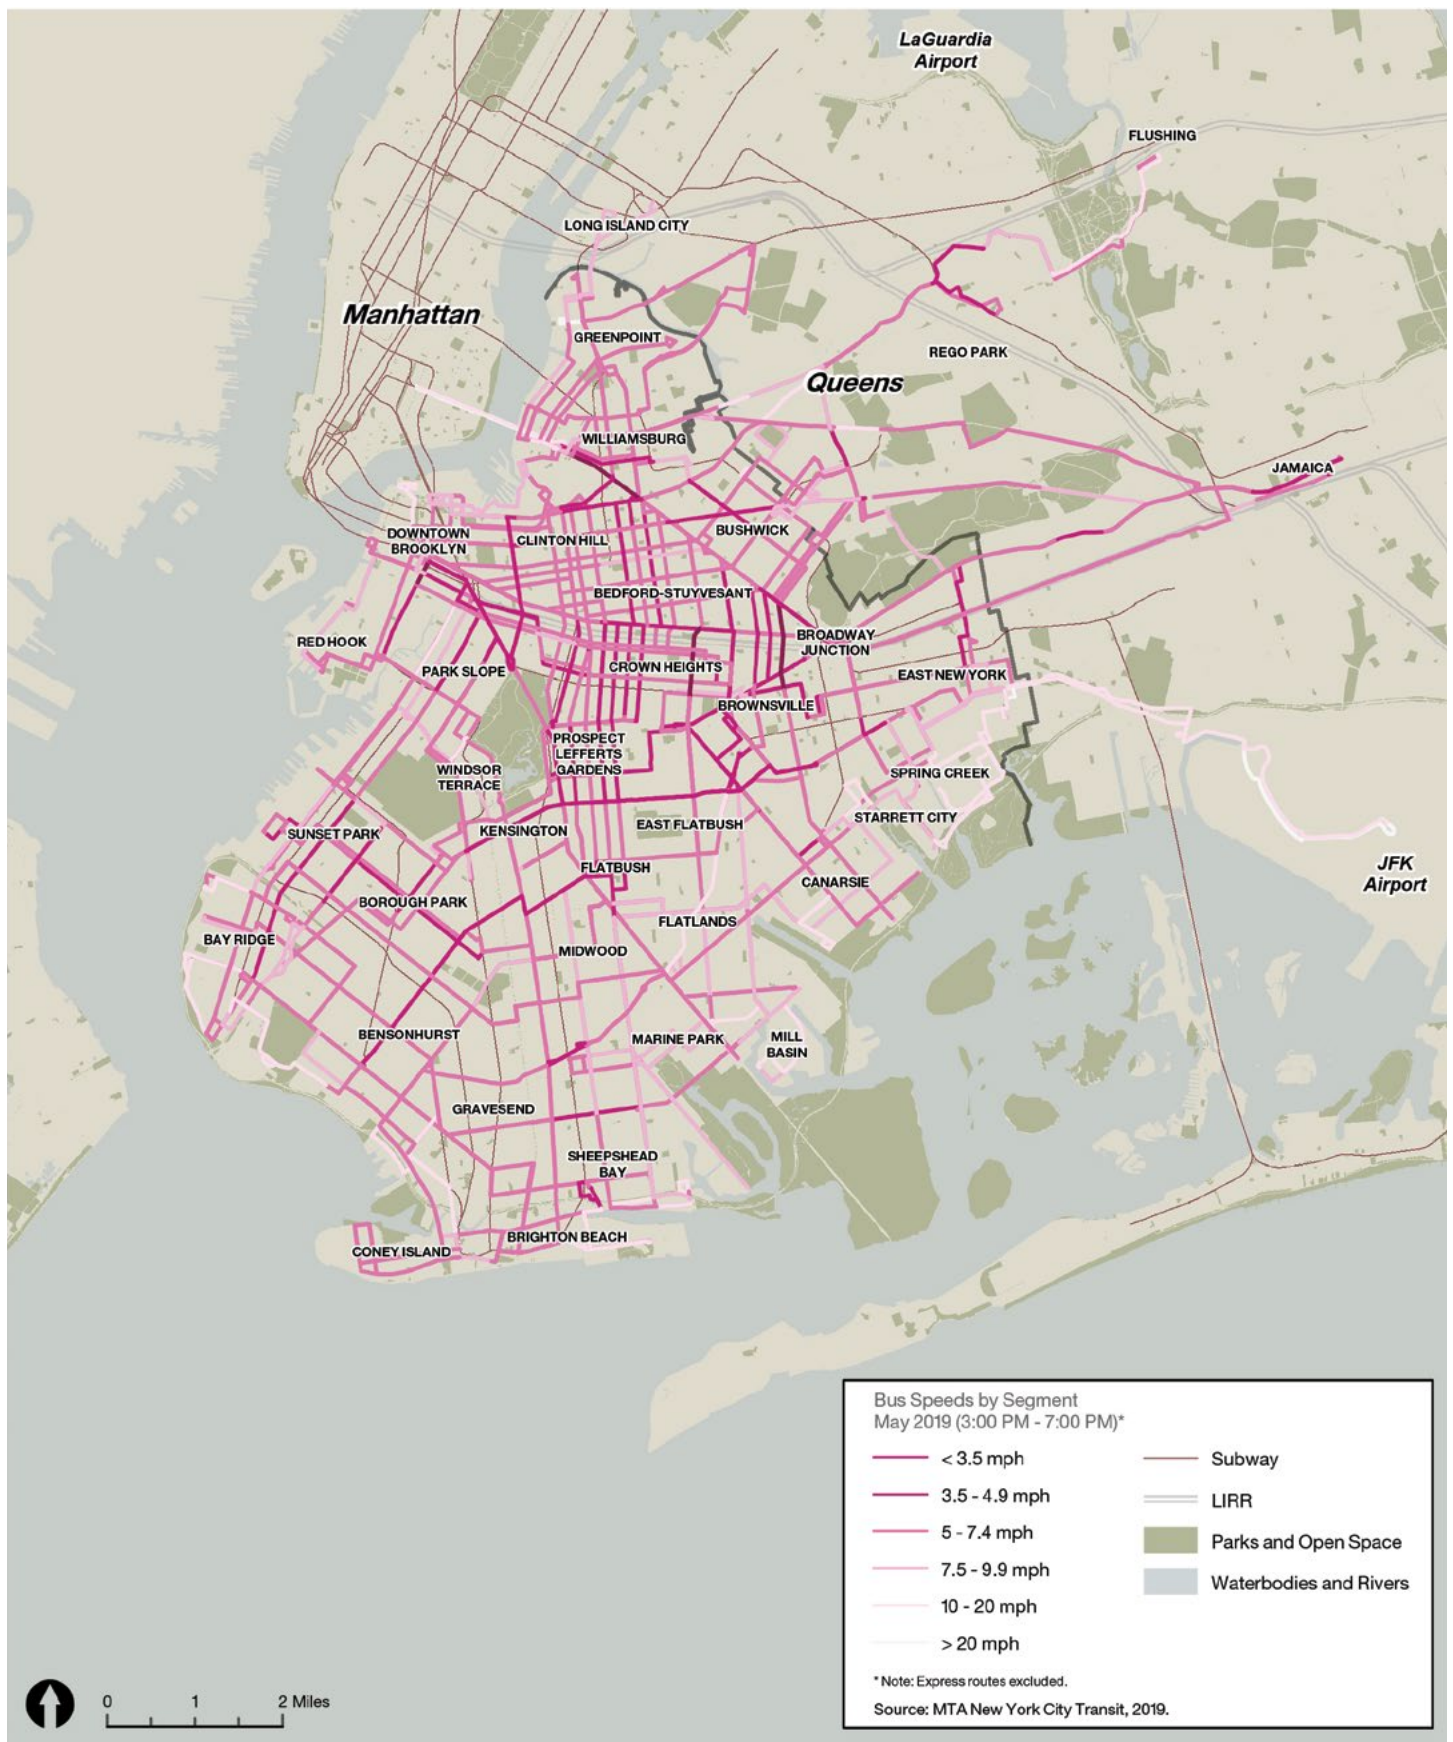 LaGuardia
Airport
FLUSHING
LONG ISLAND CITY
Manhattan
GREENPOINT
REGO PARK
Queens
WILLIAMSBURG
JAMAICA
DOWNTOWN
BROOKLYN
CLINTON HILL
BUSHWICK
BEDFORD-STUYVESANT
RED HOOK
BROADWAY
JUNCTION
PARK SLOPE
CROWN HEIGHTS
EAST NEW YORK
BROWNSVILLE
PROSPECT
LEFFERTS
GARDENS
WINDSOR
TERRACE
SPRING CREEK
STARRETT CITY
SUNSET PARK
KENSINGTON
EAST FLATBUSH
JFK
Airport
FLATBUSH
CANARSIE
BOROUGH PARK
FLATLANDS
BAY RIDGE
MIDWOOD
BENSONHURST
MARINE PARK
MILL
BASIN
GRAVESEND
SHEEPSHEAD
BAY
BRIGHTON BEACH
CONEY ISLAND
Bus Speeds by Segment
May 2019 (3:00 PM - 7:00 PM)*
< 3.5 mph
3.5 - 4.9 mph
5 - 7.4 mph
7.5 - 9.9 mph
10 - 20 mph
> 20 mph
Subway
LIRR
Parks and Open Space
Waterbodies and Rivers
* Note: Express routes excluded.
Source: MTA New York City Transit, 2019.
0 1 2 Miles